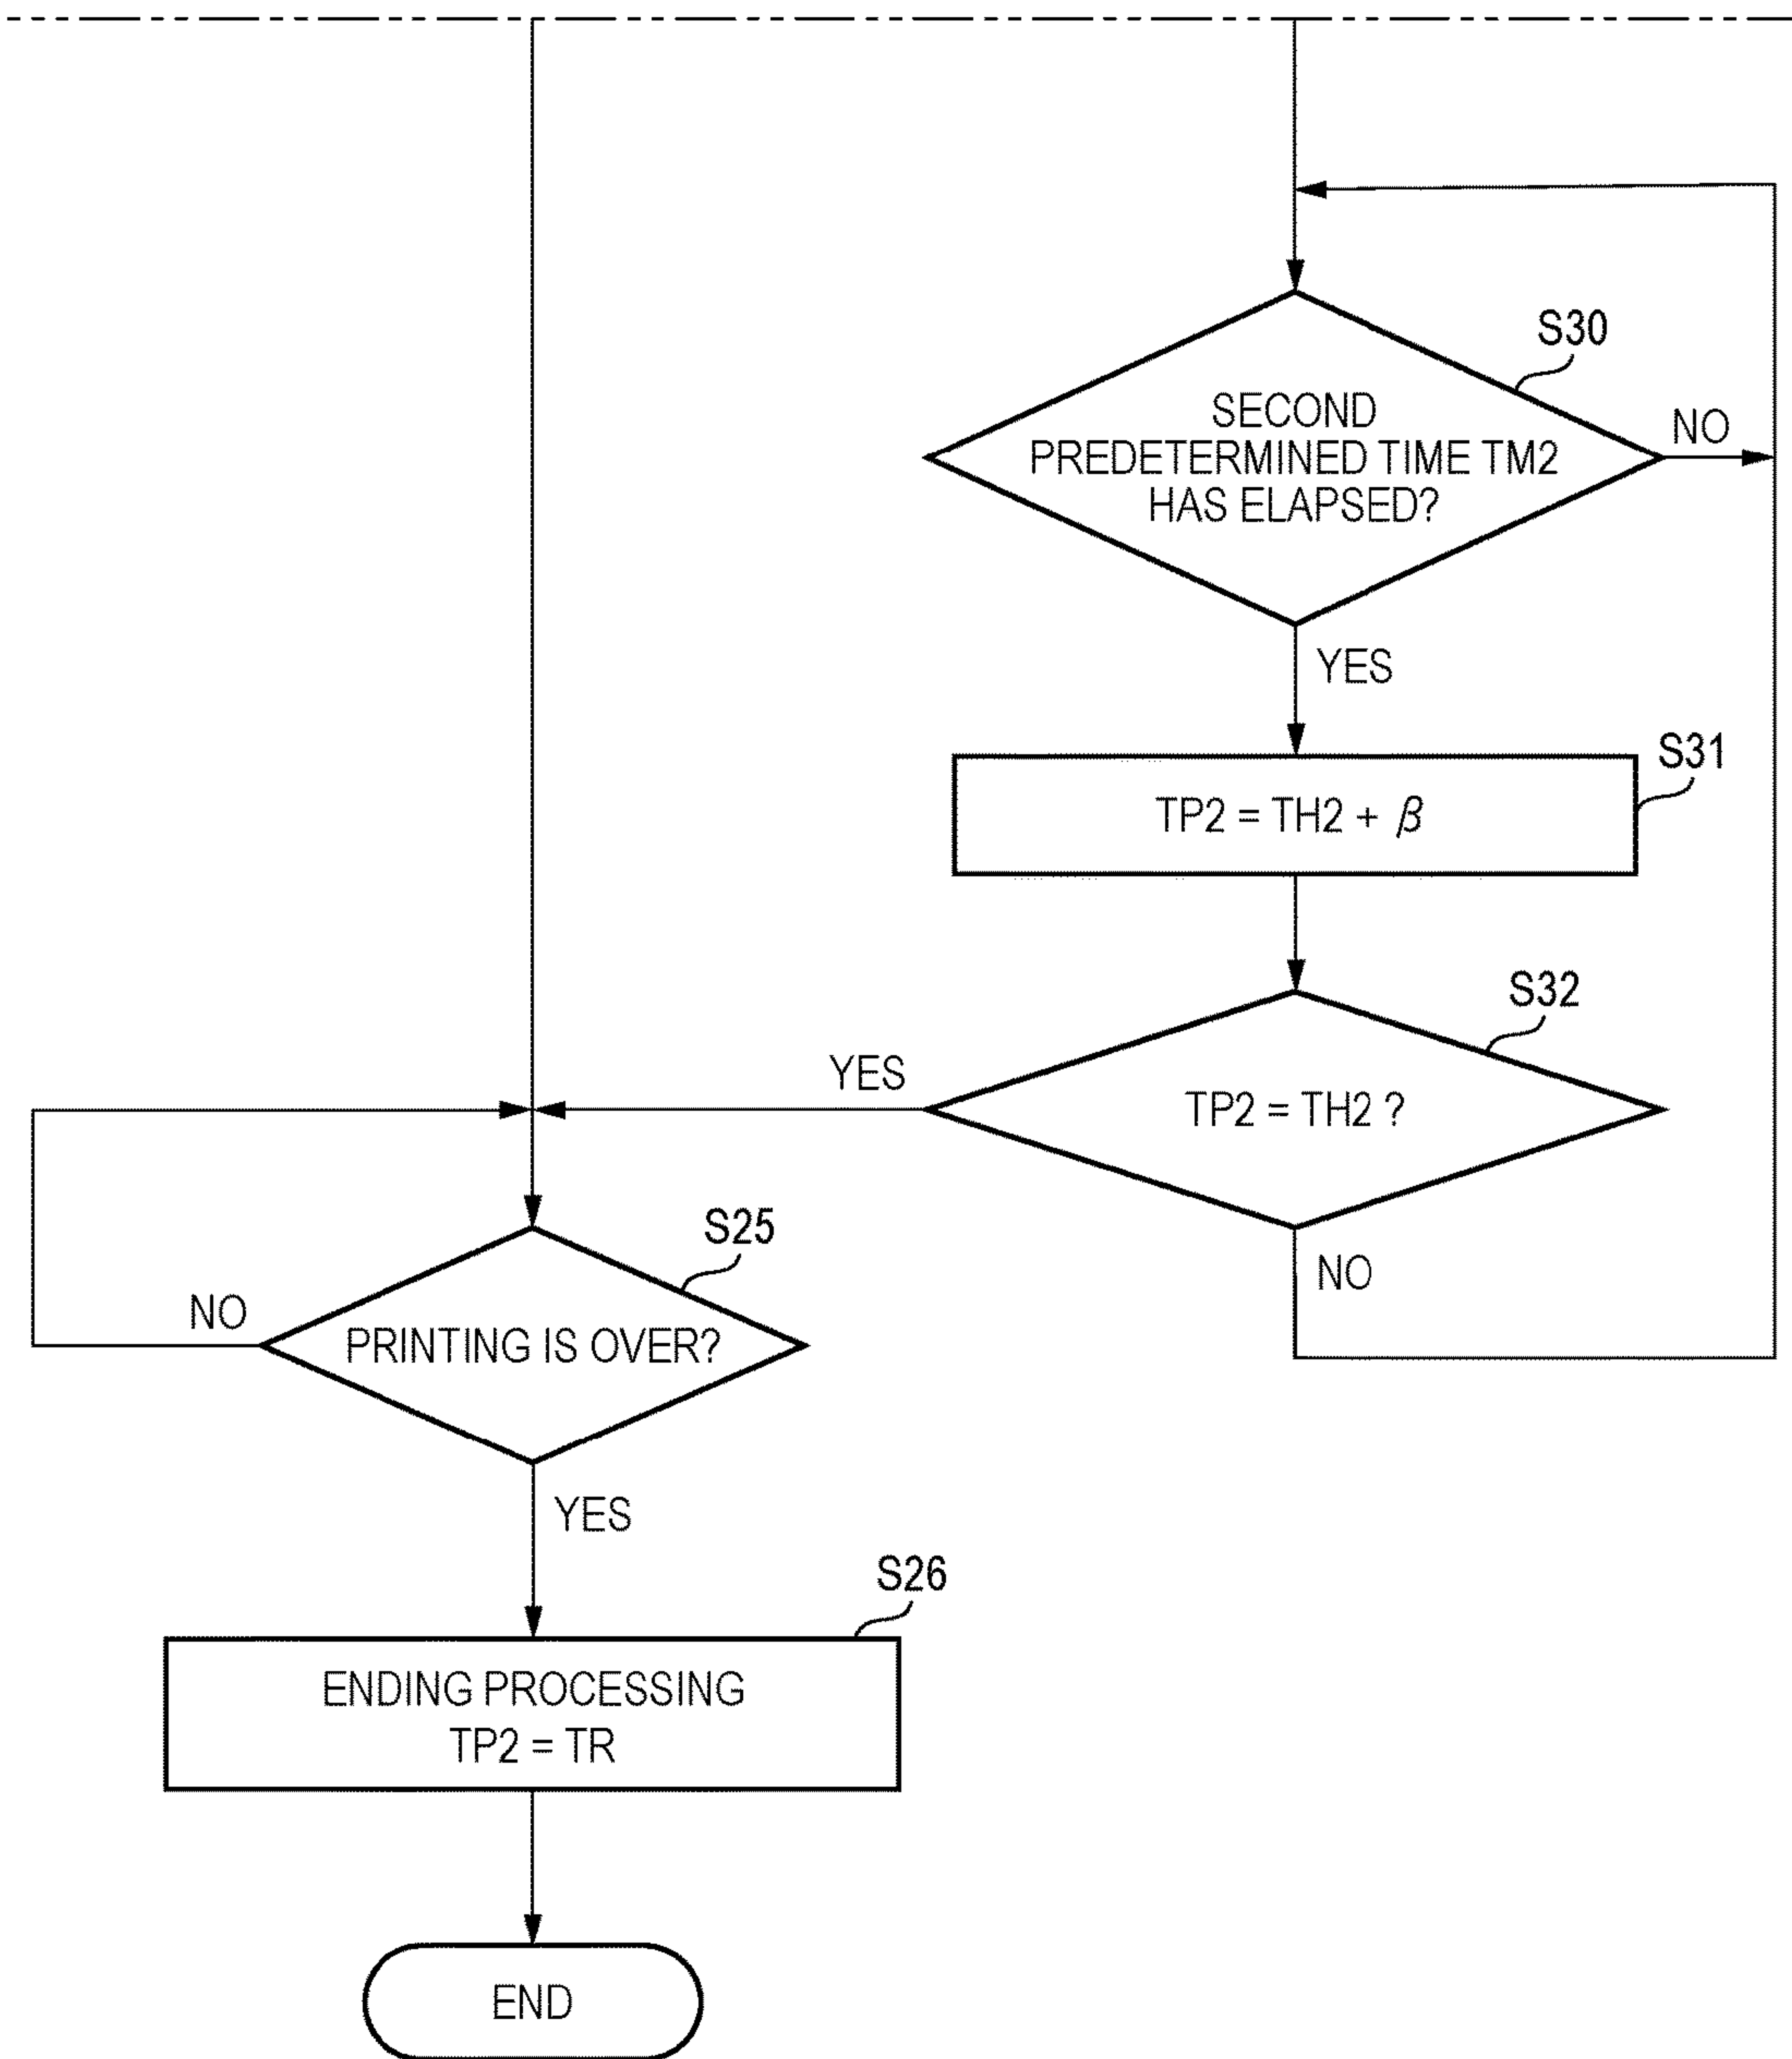 S30
SECOND
PREDETERMINED TIME TM2
HAS ELAPSED?
NO
YES
S31
TP2 = TH2 + β
S32
YES
TP2 = TH2 ?
NO
S25
NO
PRINTING IS OVER?
YES
S26
ENDING PROCESSING
TP2 = TR
END